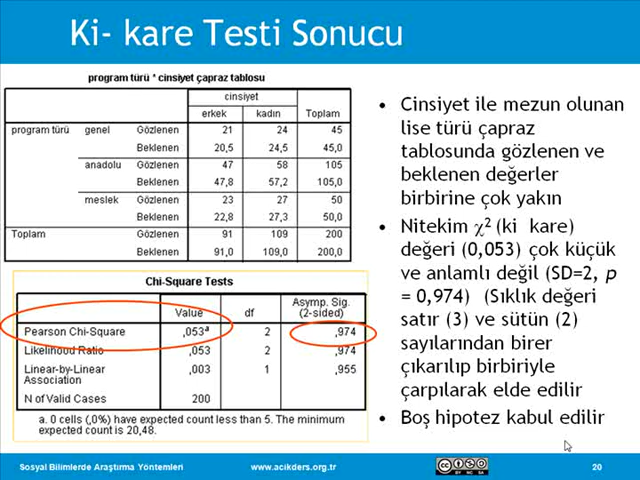 Ki- kare Testi Sonucu
program türü * cinsiyet çapraz tablosu
cinsiyet
erkek kadın Toplam
program türü genel Gözlenen 21 24 45
Beklenen 20,5 24,5 45,0
anadolu Gözlenen 47 58 105
Beklenen 47,8 57,2 105,0
meslek Gözlenen 23 27 50
Beklenen 22,8 27,3 50,0
Toplam Gözlenen 91 109 200
Beklenen 91,0 109,0 200,0
Chi-Square Tests
Value df Asymp. Sig. (2-sided)
Pearson Chi-Square ,053a 2 ,974
Likelihood Ratio ,053 2 ,974
Linear-by-Linear Association ,003 1 ,955
N of Valid Cases 200
a. 0 cells (,0%) have expected count less than 5. The minimum
expected count is 20,48.
• Cinsiyet ile mezun olunan
lise türü çapraz
tablosunda gözlenen ve
beklenen değerler
birbirine çok yakın
• Nitekim χ2 (ki kare)
değeri (0,053) çok küçük
ve anlamlı değil (SD=2, p
= 0,974) (Sıklık değeri
satır (3) ve sütün (2)
sayılarından birer
çıkarılıp birbiriyle
çarpılarak elde edilir
• Boş hipotez kabul edilir
Sosyal Bilimlerde Araştırma Yöntemleri www.acikders.org.tr 20
cc BY NC SA